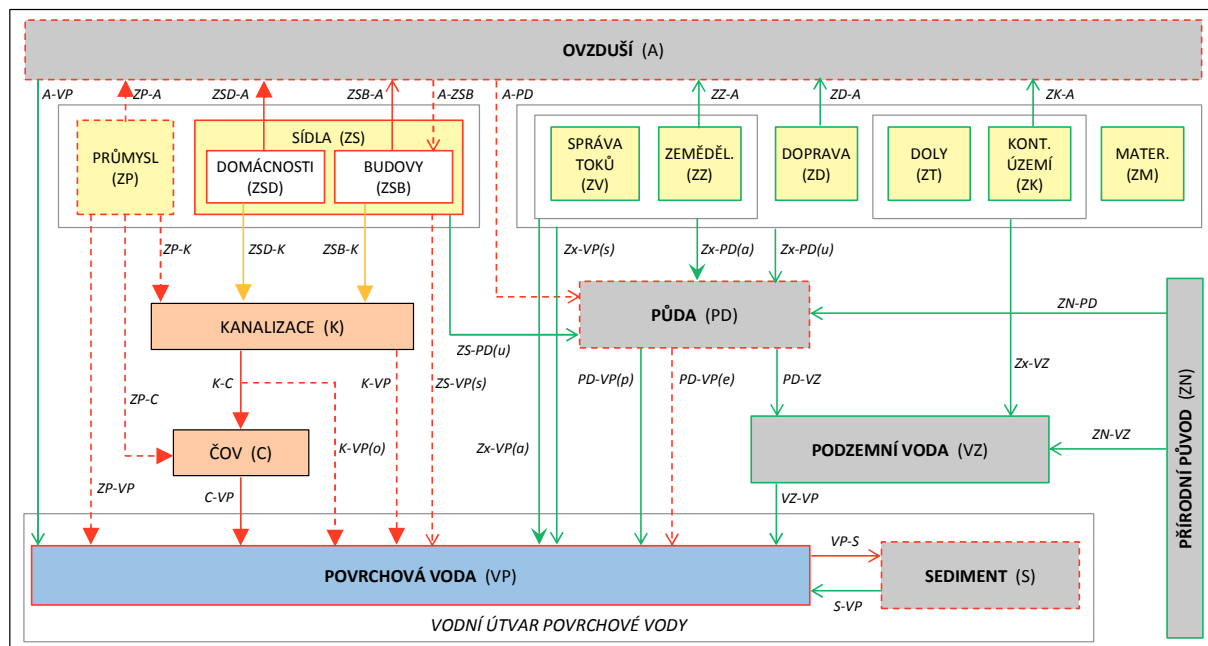 OVZDUŠÍ (A)
A-VP
ZP-A
ZSD-A
ZSB-A
A-ZSB
A-PD
ZZ-A
ZD-A
ZK-A
PRŮMYSL
(ZP)
SÍDLA (ZS)
DOMÁCNOSTI
(ZSD)
BUDOVY
(ZSB)
SPRÁVA
TOKŮ
(ZV)
ZEMĚDĚL.
(ZZ)
DOPRAVA
(ZD)
DOLY
(ZT)
KONT.
ÚZEMÍ
(ZK)
MATER.
(ZM)
ZP-K
ZSD-K
ZSB-K
Zx-VP(s)
Zx-PD(a)
Zx-PD(u)
KANALIZACE (K)
PŮDA (PD)
ZN-PD
ZS-PD(u)
K-C
K-VP
ZS-VP(s)
PD-VP(p)
PD-VP(e)
PD-VZ
Zx-VZ
ZP-C
ČOV (C)
K-VP(o)
Zx-VP(a)
PODZEMNÍ VODA (VZ)
ZN-VZ
ZP-VP
C-VP
VZ-VP
PŘÍRODNÍ PŮVOD (ZN)
POVRCHOVÁ VODA (VP)
VP-S
SEDIMENT (S)
S-VP
VODNÍ ÚTVAR POVRCHOVÉ VODY